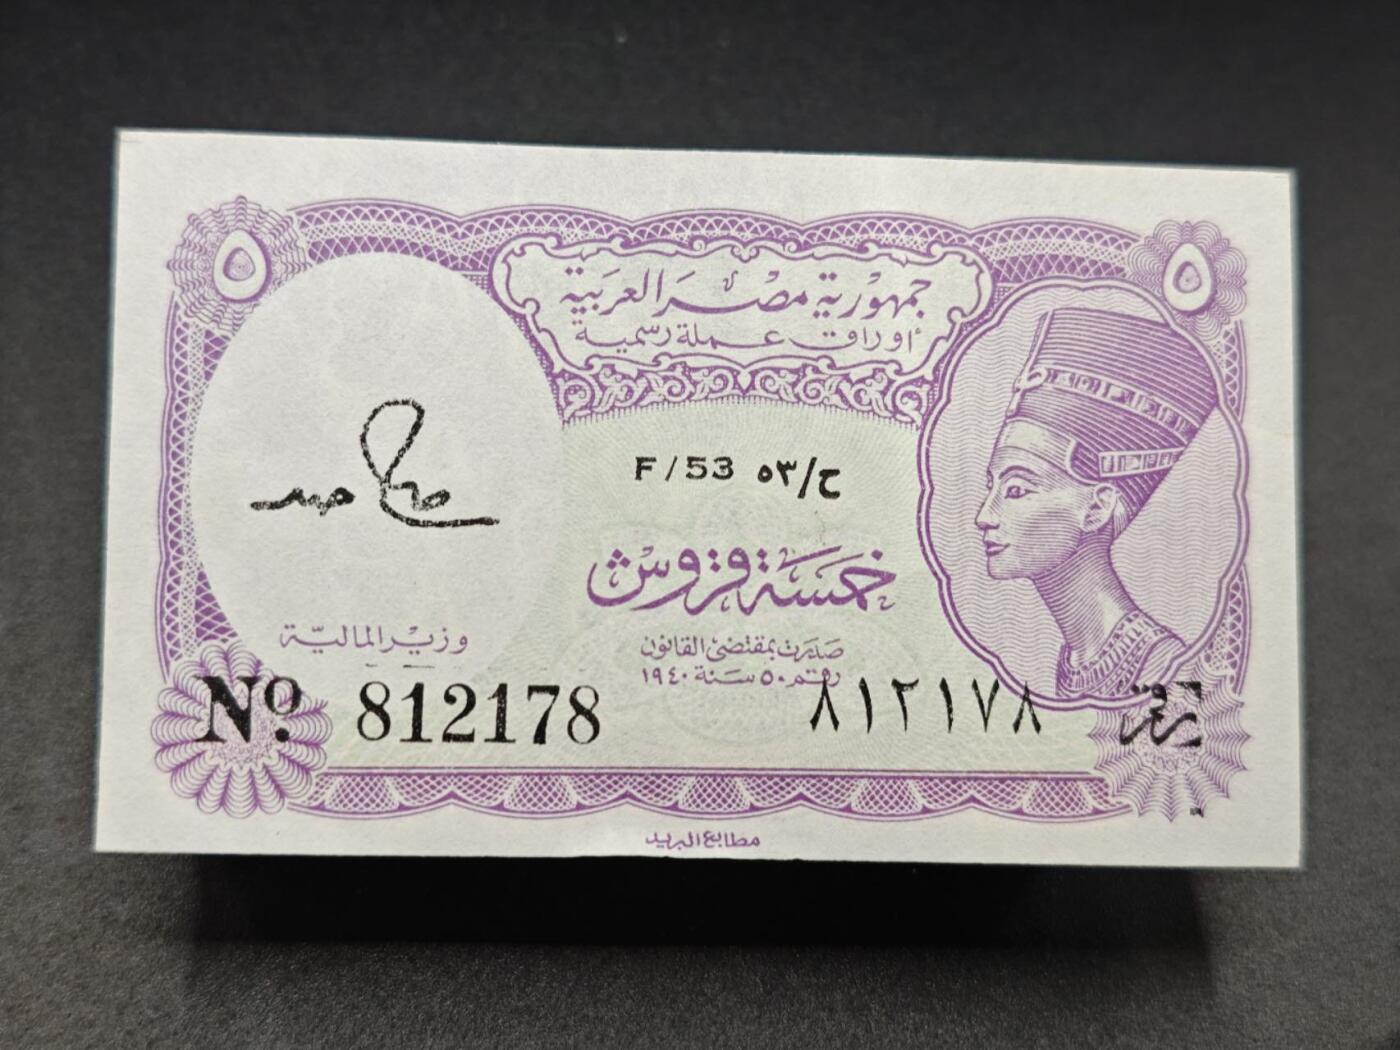 ٥
٥
جمهورية مصر العربية
أوراق عملة رسمية
F/53 ح/٥٣
خمسة قروش
وزير المالية
صدرت بمقتضى القانون
رقم ٥٠ سنة ١٩٤٠
Nº 812178
رقم ٨١٢١٧٨
مطابع البريد